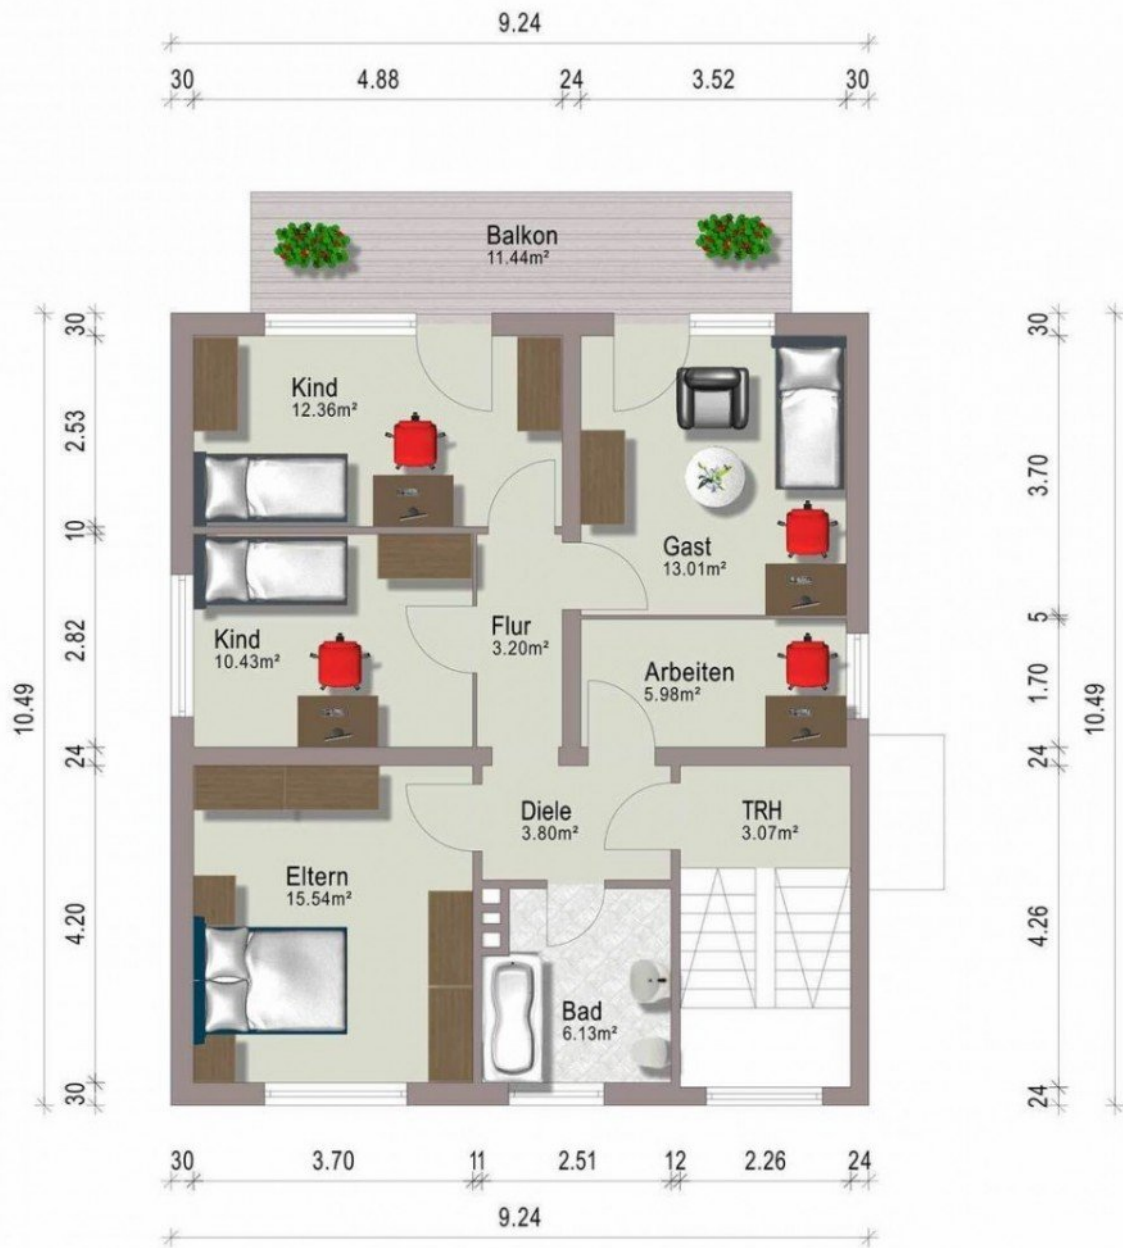 9.24
30 4.88 24 3.52 30
Balkon
11.44m²
Kind
12.36m²
Gast
13.01m²
Kind
10.43m²
Flur
3.20m²
Arbeiten
5.98m²
Diele
3.80m²
TRH
3.07m²
Eltern
15.54m²
Bad
6.13m²
10.49
30
2.53
10
2.82
24
4.20
30
30
3.70
5
1.70
24
4.26
24
10.49
30 3.70 11 2.51 12 2.26 24
9.24